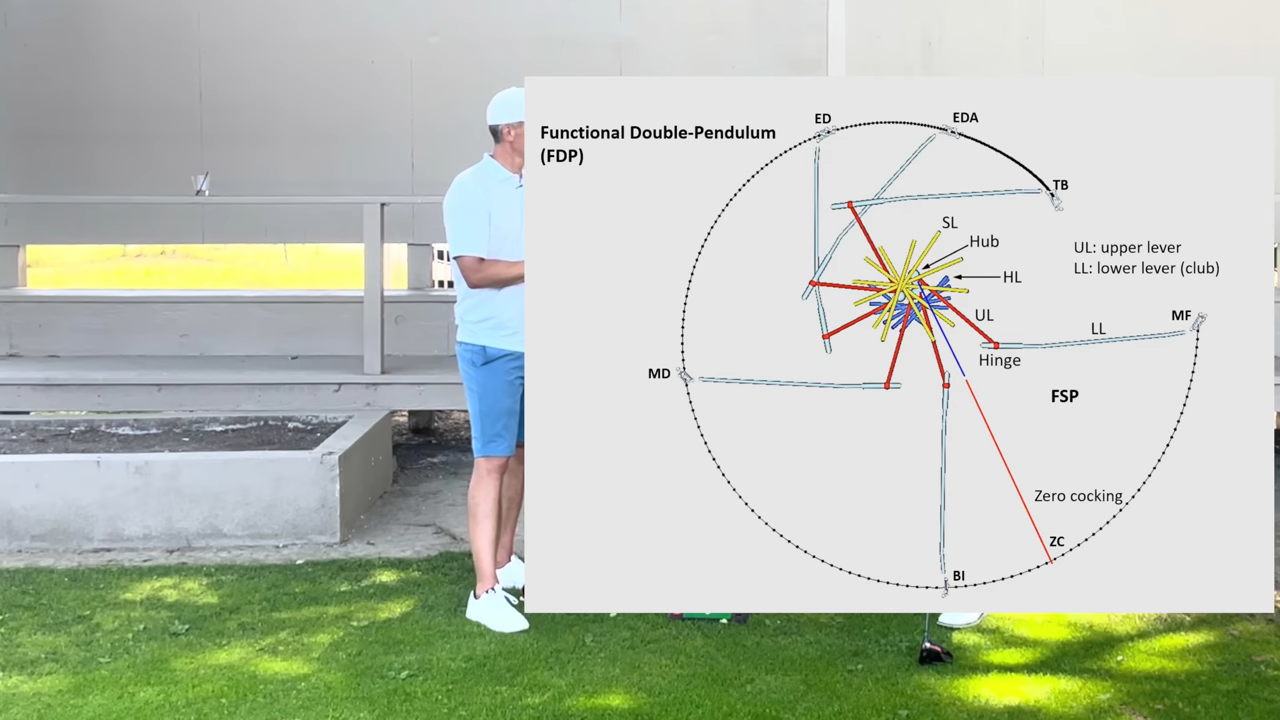 Functional Double-Pendulum
(FDP)
ED
EDA
TB
SL
Hub
UL: upper lever
LL: lower lever (club)
HL
UL
LL
MF
Hinge
MD
FSP
Zero cocking
ZC
BI